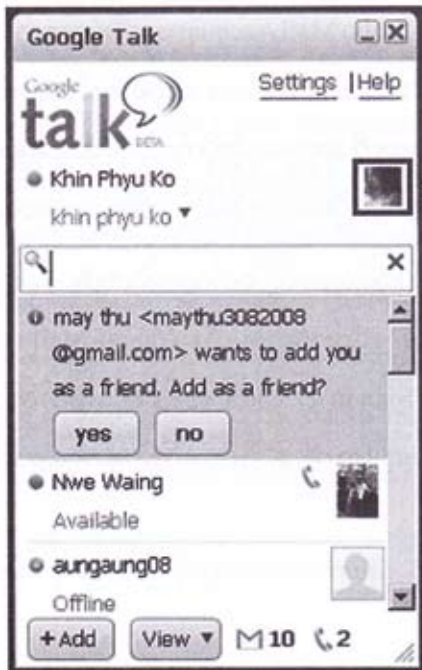 Google Talk
Google
talk
BETA
Settings | Help
Khin Phyu Ko
khin phyu ko
may thu <maythu3082008
@gmail.com> wants to add you
as a friend. Add as a friend?
yes no
Nwe Waing
Available
aungaung08
Offline
+Add View 10 2